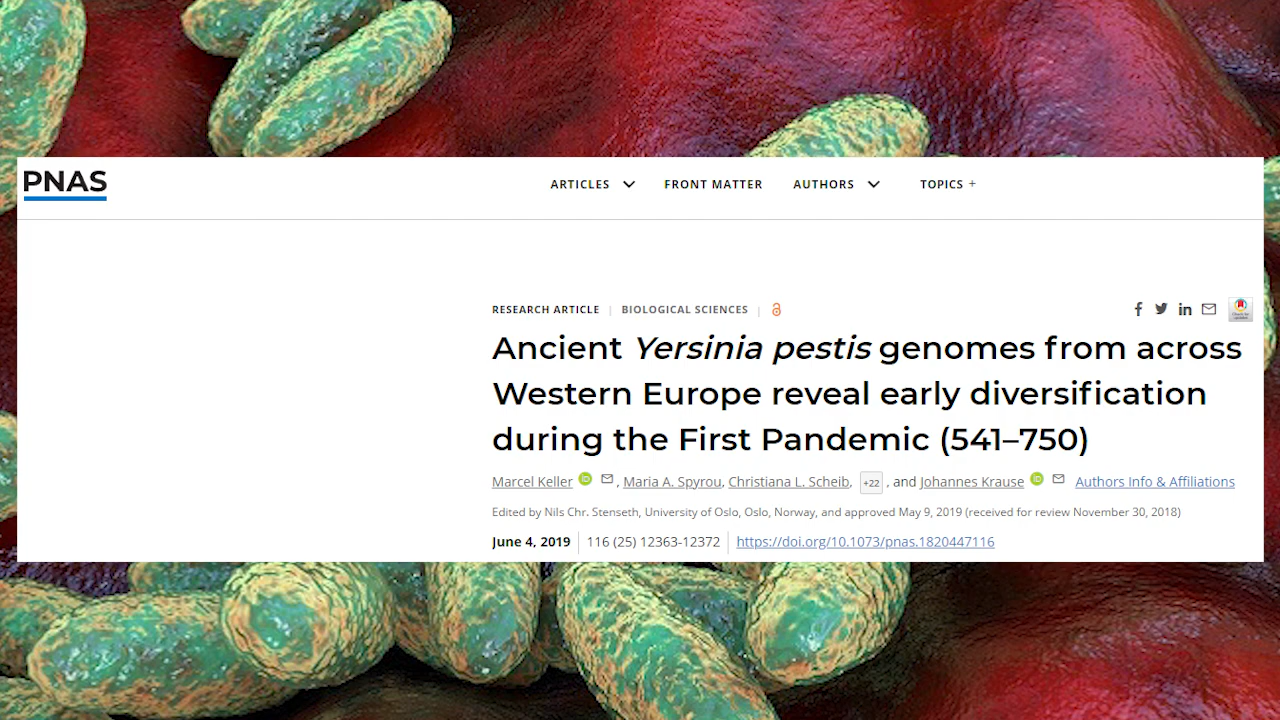 PNAS
ARTICLES FRONT MATTER AUTHORS TOPICS +
RESEARCH ARTICLE | BIOLOGICAL SCIENCES |
Ancient Yersinia pestis genomes from across
Western Europe reveal early diversification
during the First Pandemic (541–750)
Marcel Keller , Maria A. Spyrou, Christiana L. Scheib, +22 , and Johannes Krause Authors Info & Affiliations
Edited by Nils Chr. Stenseth, University of Oslo, Oslo, Norway, and approved May 9, 2019 (received for review November 30, 2018)
June 4, 2019 | 116 (25) 12363-12372 | https://doi.org/10.1073/pnas.1820447116